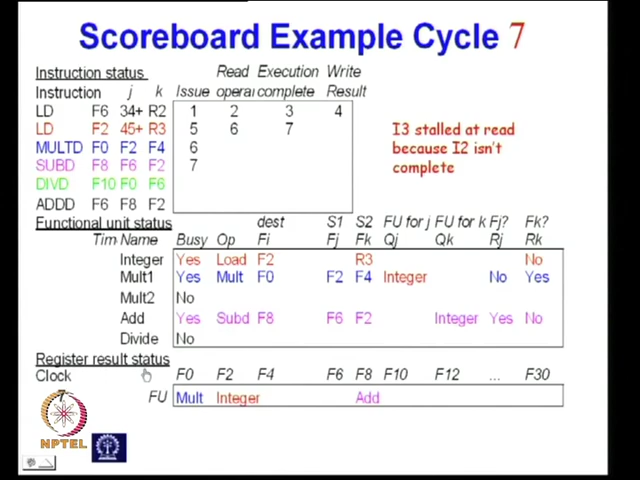 Scoreboard Example Cycle 7
Instruction status Read Execution Write
Instruction j k Issue operal complete Result
LD F6 34+ R2 1 2 3 4
LD F2 45+ R3 5 6 7
MULTD F0 F2 F4 6
SUBD F8 F6 F2 7
DIVD F10 F0 F6
ADDD F6 F8 F2
I3 stalled at read
because I2 isn't
complete
Functional unit status dest S1 S2 FU for j FU for k Fj? Fk?
Tim Name Busy Op Fi Fj Fk Qj Qk Rj Rk
Integer Yes Load F2 R3 No
Mult1 Yes Mult F0 F2 F4 Integer No Yes
Mult2 No
Add Yes Subd F8 F6 F2 Integer Yes No
Divide No
Register result status
Clock F0 F2 F4 F6 F8 F10 F12 ... F30
7 FU Mult Integer Add
NPTEL